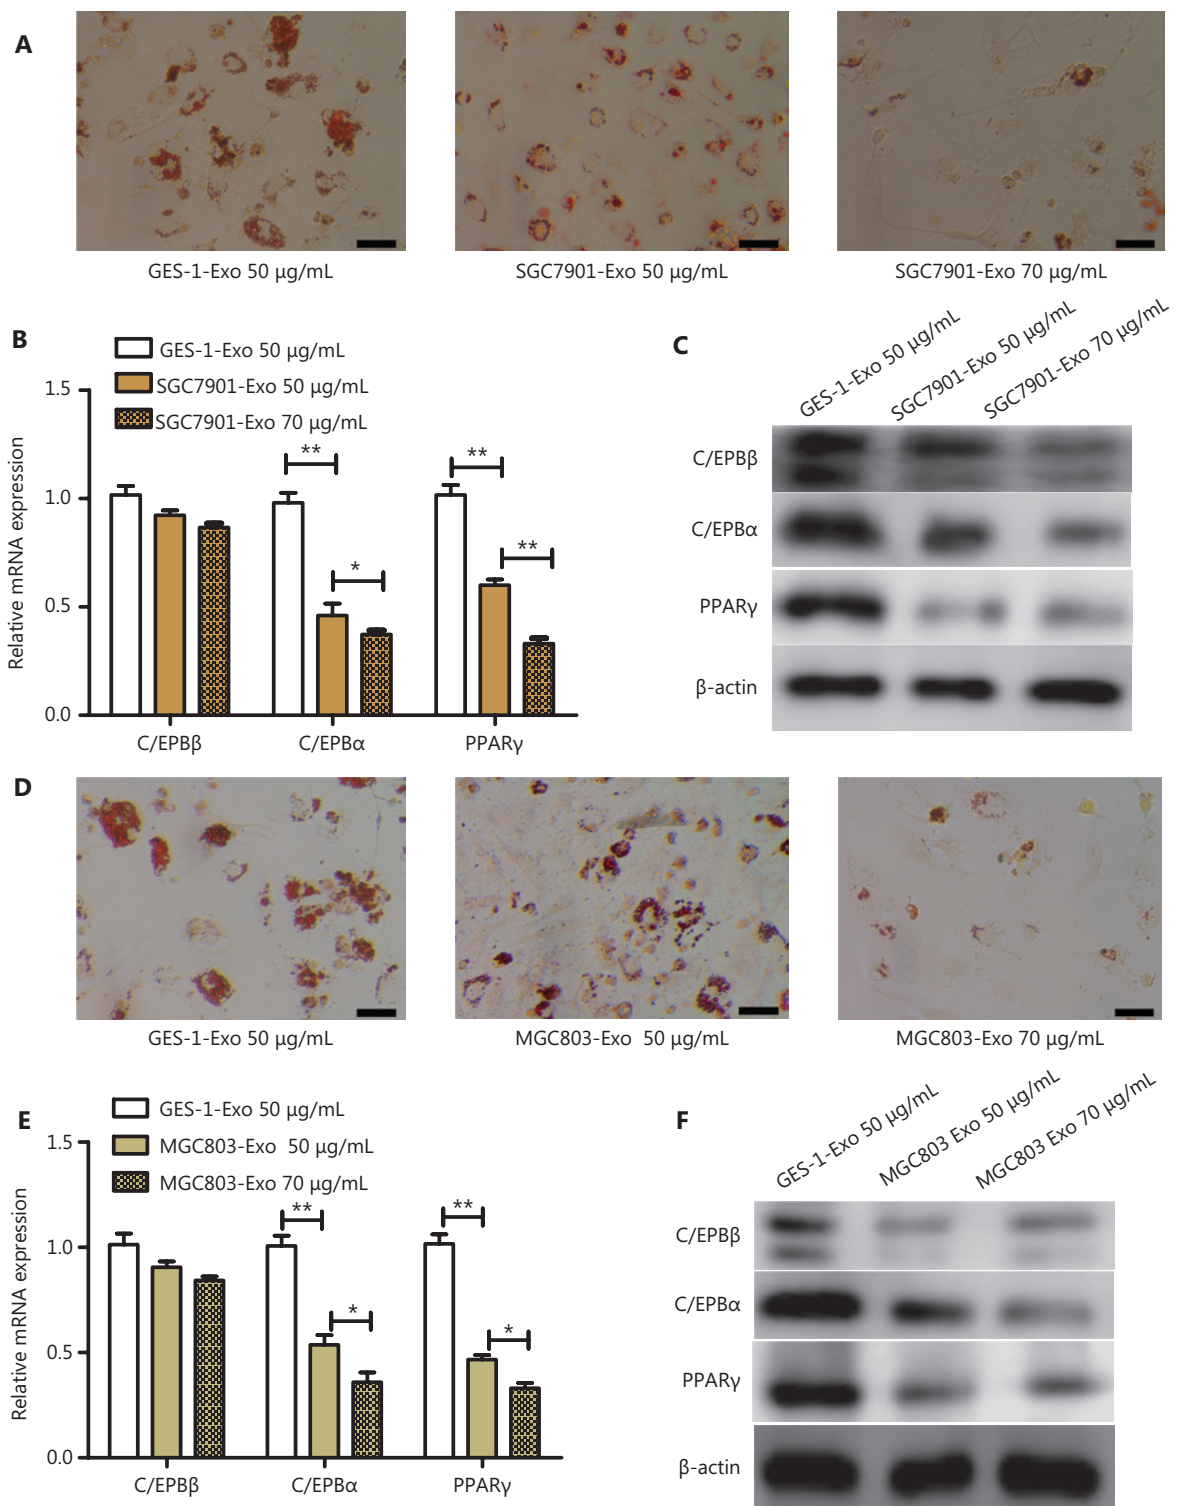 A
GES-1-Exo 50 μg/mL
SGC7901-Exo 50 μg/mL
SGC7901-Exo 70 μg/mL
B
GES-1-Exo 50 μg/mL
SGC7901-Exo 50 μg/mL
SGC7901-Exo 70 μg/mL
Relative mRNA expression
1.5
1.0
0.5
0.0
**
*
**
**
C/EPBβ
C/EPBα
PPARγ
C
GES-1-Exo 50 μg/mL
SGC7901-Exo 50 μg/mL
SGC7901-Exo 70 μg/mL
C/EPBβ
C/EPBα
PPARγ
β-actin
D
GES-1-Exo 50 μg/mL
MGC803-Exo 50 μg/mL
MGC803-Exo 70 μg/mL
E
GES-1-Exo 50 μg/mL
MGC803-Exo 50 μg/mL
MGC803-Exo 70 μg/mL
Relative mRNA expression
1.5
1.0
0.5
0.0
**
*
**
*
C/EPBβ
C/EPBα
PPARγ
F
GES-1-Exo 50 μg/mL
MGC803 Exo 50 μg/mL
MGC803 Exo 70 μg/mL
C/EPBβ
C/EPBα
PPARγ
β-actin